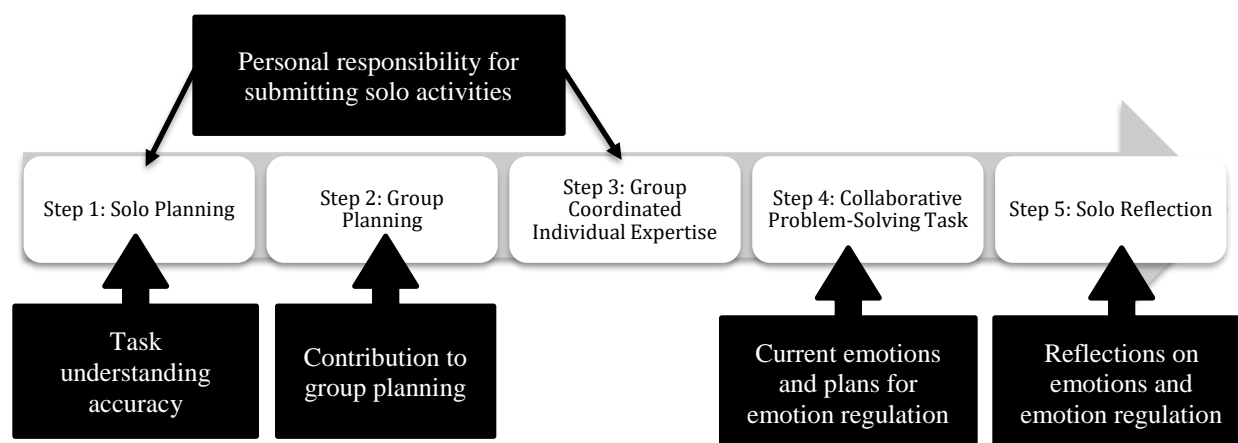 Personal responsibility for
submitting solo activities
Step 1: Solo Planning
Step 2: Group
Planning
Step 3: Group
Coordinated
Individual Expertise
Step 4: Collaborative
Problem-Solving Task
Step 5: Solo Reflection
Task
understanding
accuracy
Contribution to
group planning
Current emotions
and plans for
emotion regulation
Reflections on
emotions and
emotion regulation